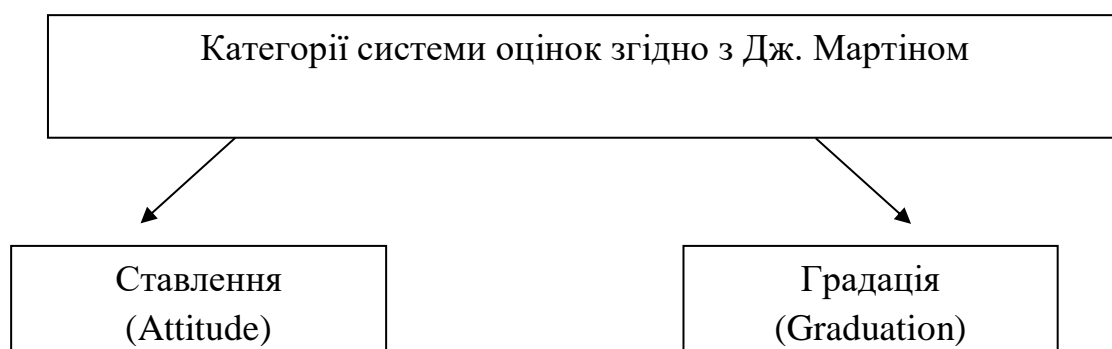 Категорії системи оцінок згідно з Дж. Мартіном
Ставлення
(Attitude)
Градація
(Graduation)